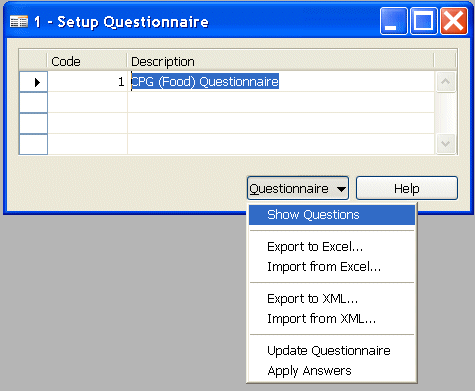 1 - Setup Questionnaire
Code Description
1 CPG (Food) Questionnaire
Questionnaire Help
Show Questions
Export to Excel...
Import from Excel...
Export to XML...
Import from XML...
Update Questionnaire
Apply Answers